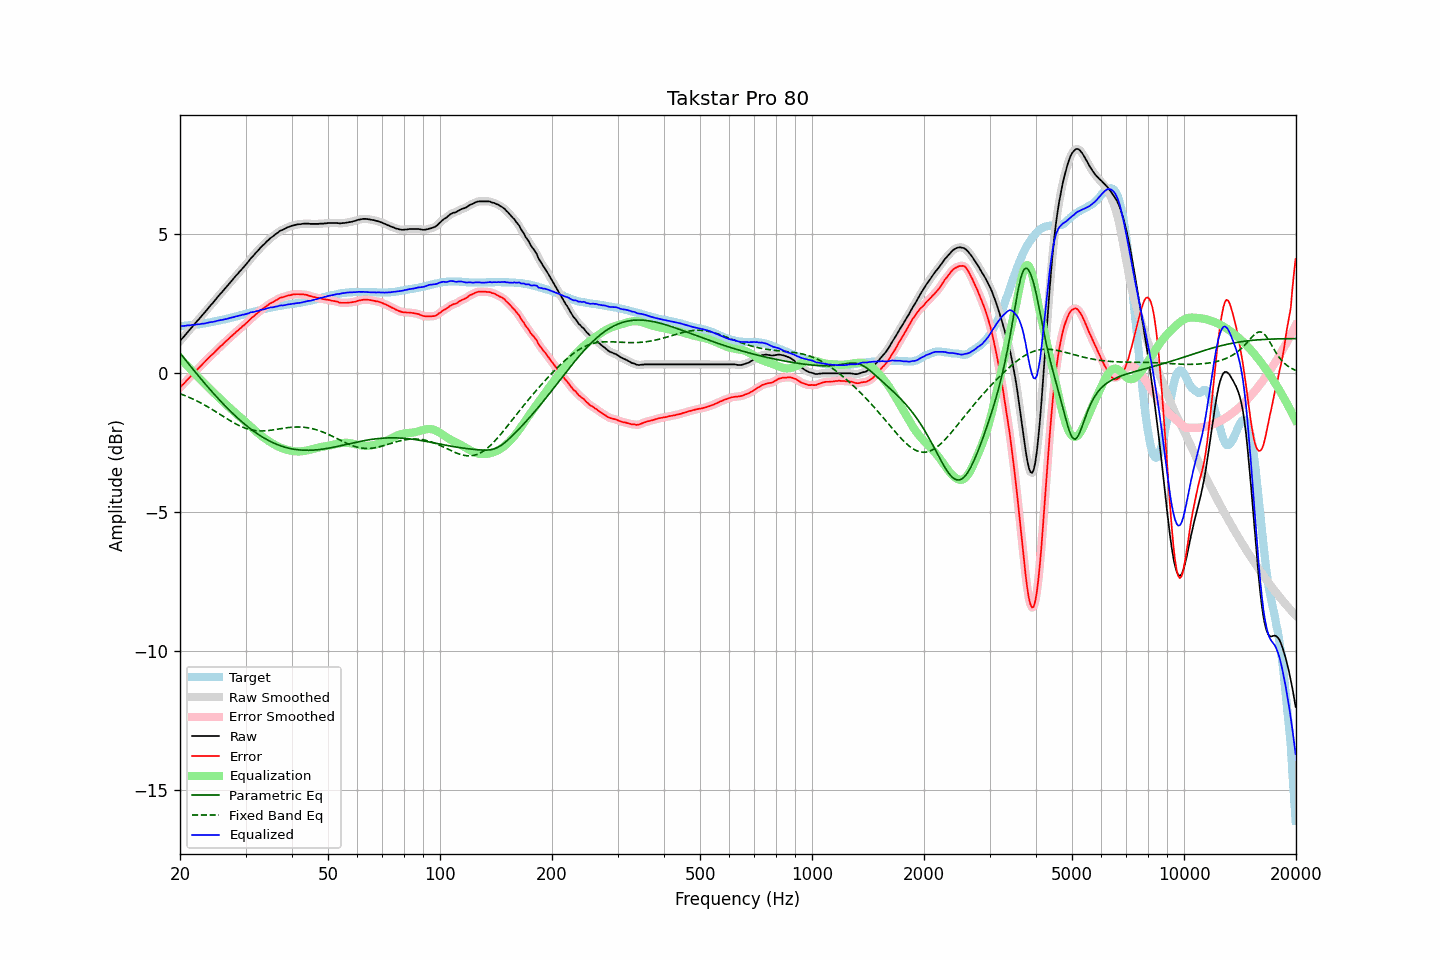 Takstar Pro 80
Amplitude (dBr)
5
0
−5
−10
−15
Target
Raw Smoothed
Error Smoothed
Raw
Error
Equalization
Parametric Eq
Fixed Band Eq
Equalized
20
50
100
200
500
1000
2000
5000
10000
20000
Frequency (Hz)